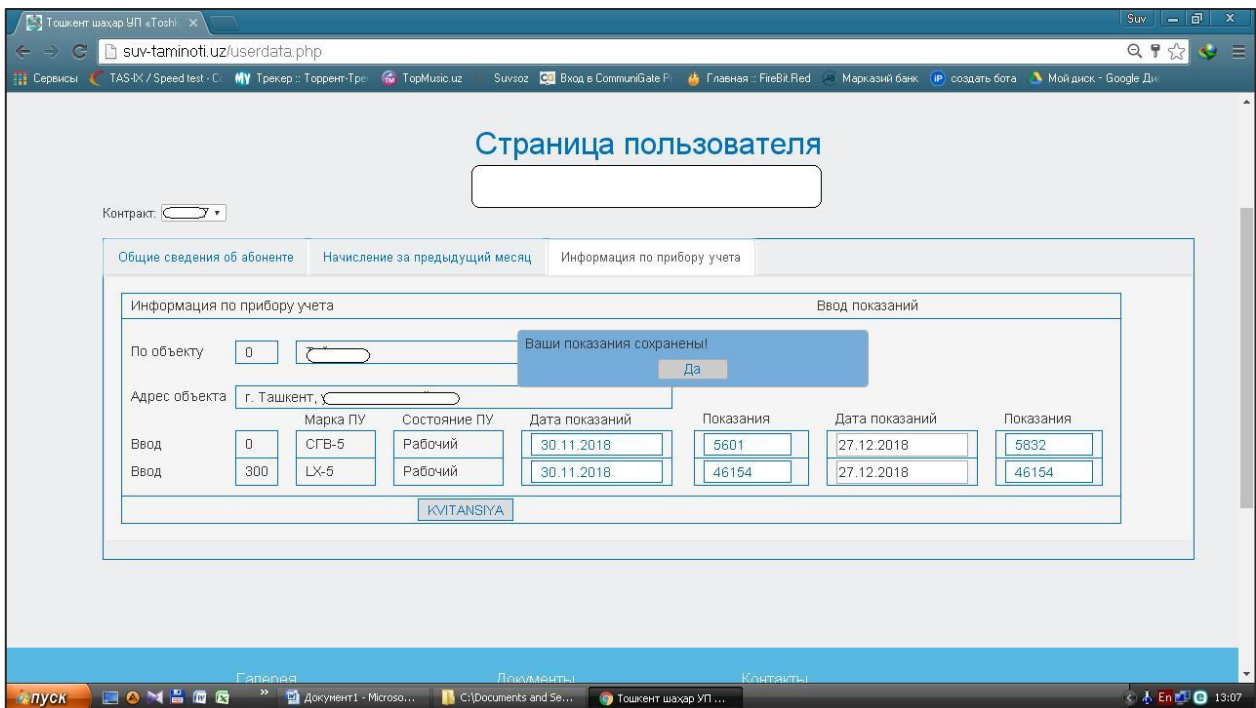 Тошкент шаҳар УП «Toshk
Suv
suv-taminoti.uz/userdata.php
Сервисы TAS-IX / Speed test - С MY Трекер :: Торрент-Тре TopMusic.uz Suvsoz CG Вход в CommuniGate P Главная :: FireBit.Red Марказий банк IP создать бота Мой диск - Google Ди
Страница пользователя
Контракт:
Общие сведения об абоненте Начисление за предыдущий месяц Информация по прибору учета
Информация по прибору учета Ввод показаний
Ваши показания сохранены!
По объекту 0
Да
Адрес объекта г. Ташкент,
Марка ПУ Состояние ПУ Дата показаний Показания Дата показаний Показания
Ввод 0 СГВ-5 Рабочий 30.11.2018 5601 27.12.2018 5832
Ввод 300 LX-5 Рабочий 30.11.2018 46154 27.12.2018 46154
KVITANSIYA
Галерея Документы Контакты
пуск » Документ1 - Microso... C:\Documents and Se... Тошкент шаҳар УП ... En 13:07